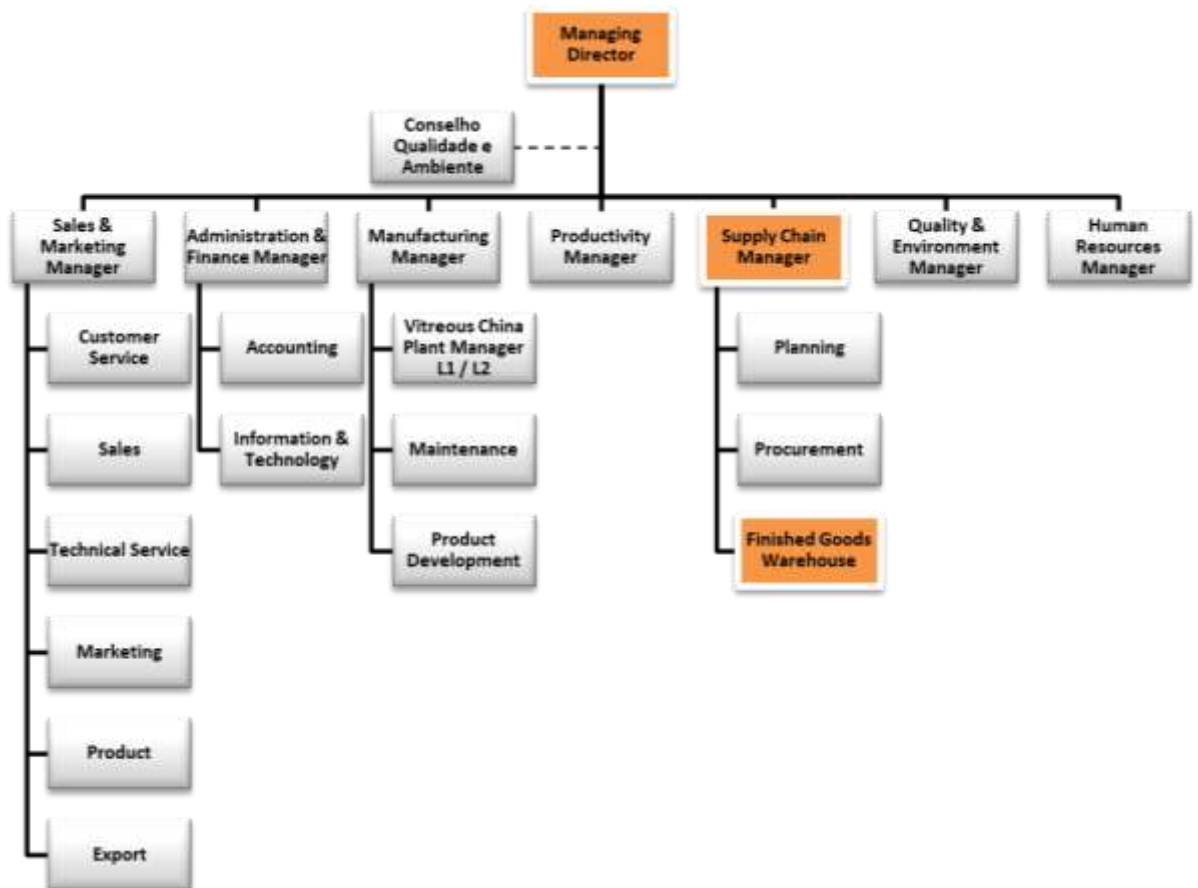 Managing
Director
Conselho
Qualidade e
Ambiente
Sales &
Marketing
Manager
Administration &
Finance Manager
Manufacturing
Manager
Productivity
Manager
Supply Chain
Manager
Quality &
Environment
Manager
Human
Resources
Manager
Customer
Service
Sales
Technical Service
Marketing
Product
Export
Accounting
Information &
Technology
Vitreous China
Plant Manager
L1 / L2
Maintenance
Product
Development
Planning
Procurement
Finished Goods
Warehouse